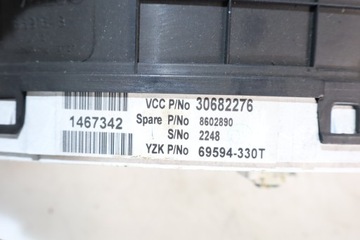 VCC P/No 30682276
1467342
Spare P/No 8602890
S/No 2248
YZK P/No 69594-330T